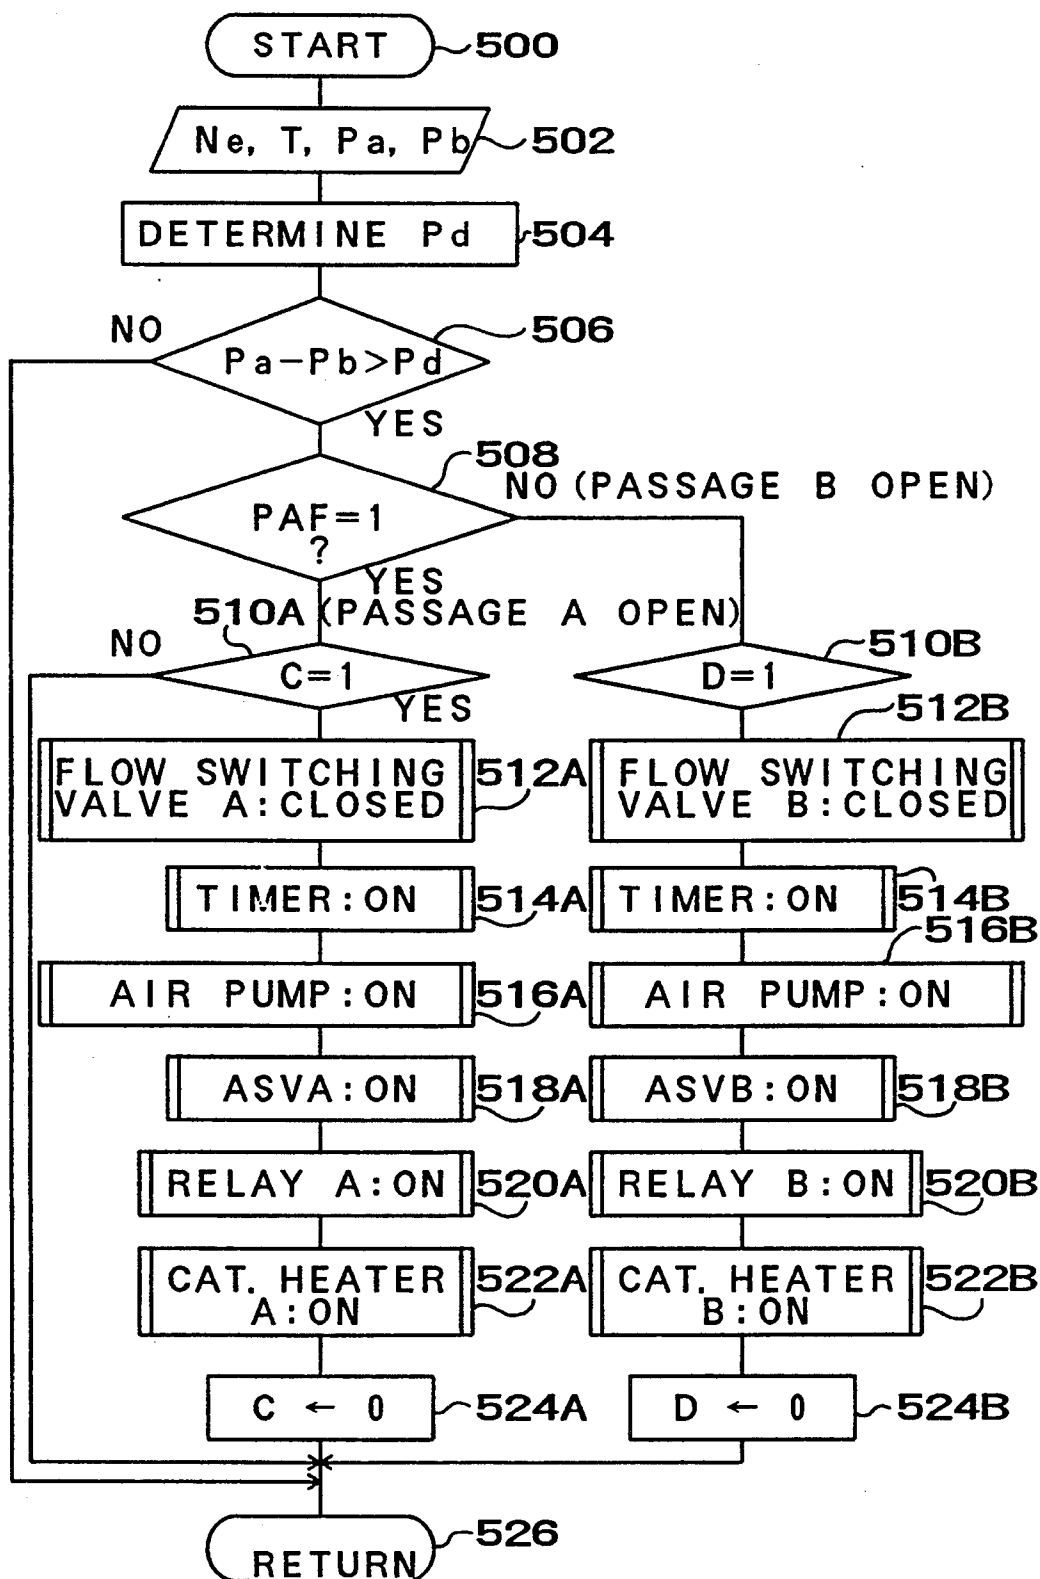 START
500
Ne, T, Pa, Pb
502
DETERMINE Pd
504
NO
506
Pa-Pb>Pd
YES
508
NO (PASSAGE B OPEN)
PAF=1
?
YES
510A (PASSAGE A OPEN)
NO
510B
C=1
D=1
YES
512B
FLOW SWITCHING
VALVE A:CLOSED
512A
FLOW SWITCHING
VALVE B:CLOSED
TIMER:ON
514A
TIMER:ON
514B
516B
AIR PUMP:ON
516A
AIR PUMP:ON
ASVA:ON
518A
ASVB:ON
518B
RELAY A:ON
520A
RELAY B:ON
520B
CAT. HEATER
A:ON
522A
CAT. HEATER
B:ON
522B
C ← 0
524A
D ← 0
524B
526
RETURN